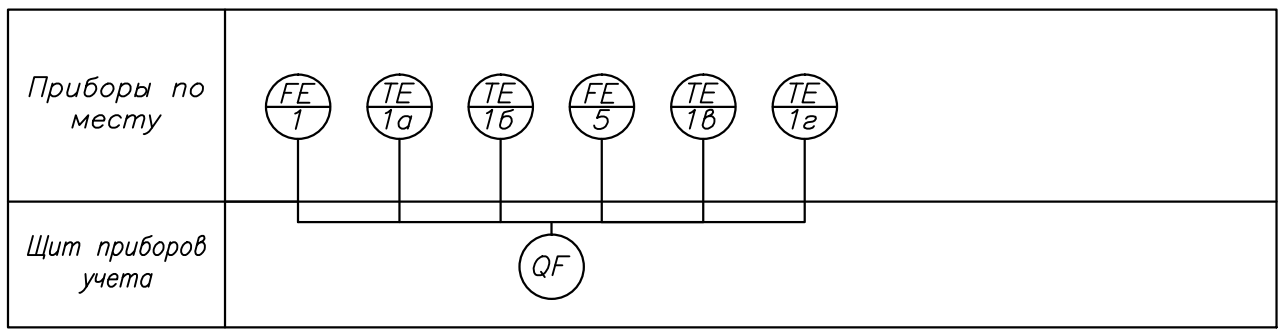 Приборы по
месту
FE
1
TE
1а
TE
1б
FE
5
TE
1в
TE
1г
Щит приборов
учета
QF